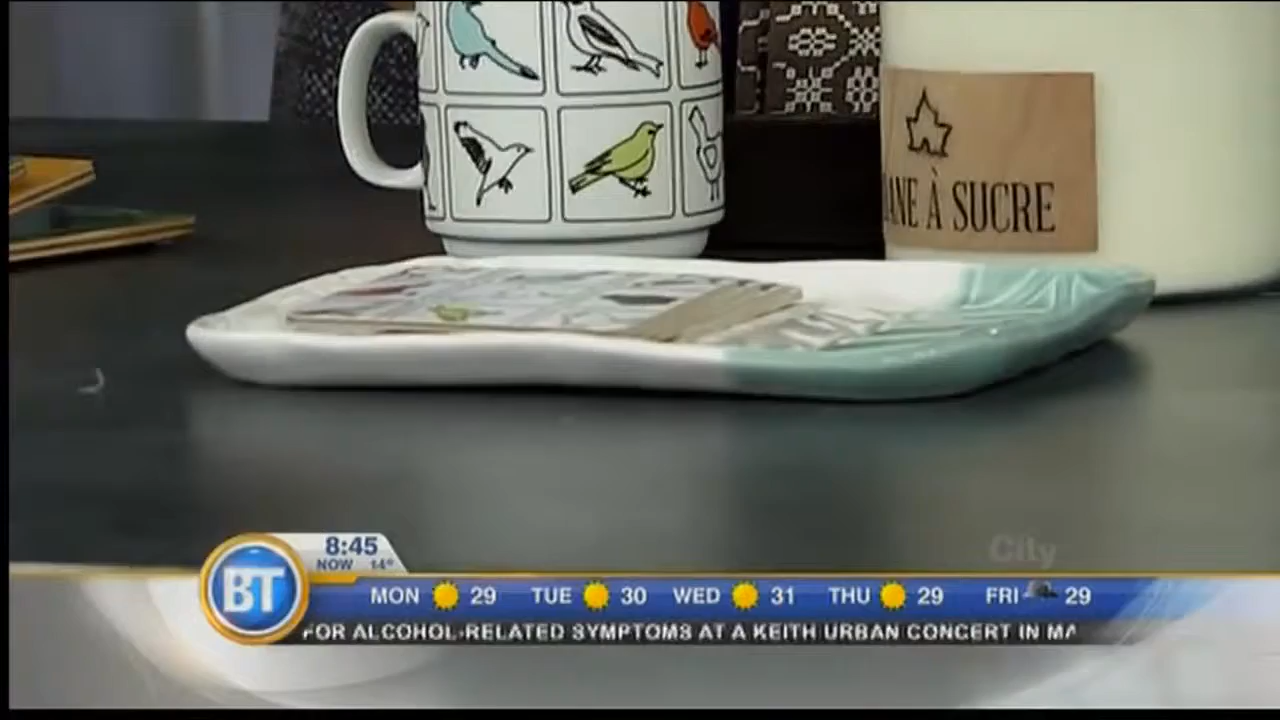 ANE À SUCRE
City
8:45
NOW 14°
BT
MON 29 TUE 30 WED 31 THU 29 FRI 29
FOR ALCOHOL-RELATED SYMPTOMS AT A KEITH URBAN CONCERT IN MA